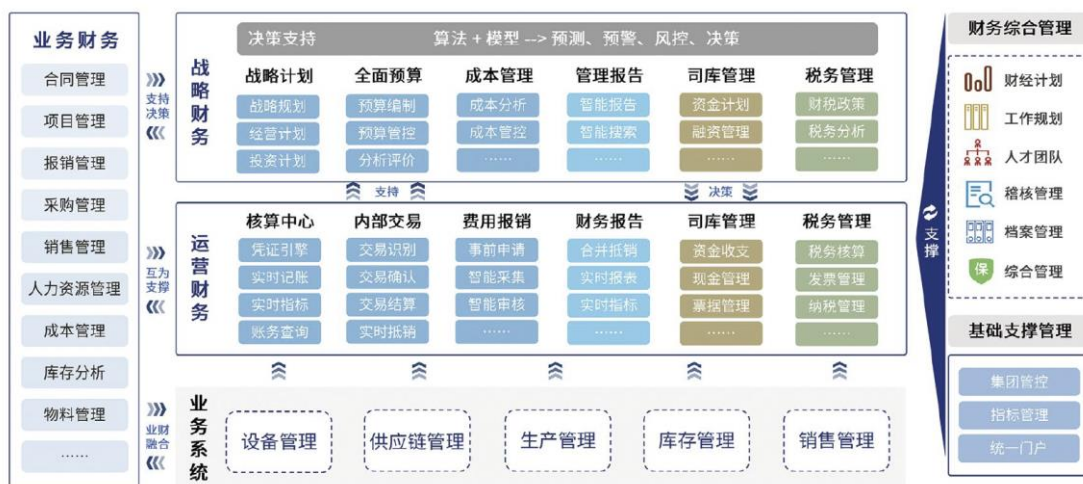 业务财务
合同管理
项目管理
报销管理
采购管理
销售管理
人力资源管理
成本管理
库存分析
物料管理
……
支持
决策
互为
支撑
业财
融合
战略财务
决策支持 算法 + 模型 --> 预测、预警、风控、决策
战略计划 全面预算 成本管理 管理报告 司库管理 税务管理
战略规划 预算编制 成本分析 智能报告 资金计划 财税政策
经营计划 预算管控 成本管控 智能搜索 融资管理 税务分析
投资计划 分析评价 …… …… …… ……
支持 决策
运营财务
核算中心 内部交易 费用报销 财务报告 司库管理 税务管理
凭证引擎 交易识别 事前申请 合并抵销 资金收支 税务核算
实时记账 交易确认 智能采集 实时报表 现金管理 发票管理
实时指标 交易结算 智能审核 实时指标 票据管理 纳税管理
账务查询 实时抵销 …… …… …… ……
业务系统
设备管理 供应链管理 生产管理 库存管理 销售管理
支撑
财务综合管理
财经计划
工作规划
人才团队
稽核管理
档案管理
保 综合管理
基础支撑管理
集团管控
指标管理
统一门户